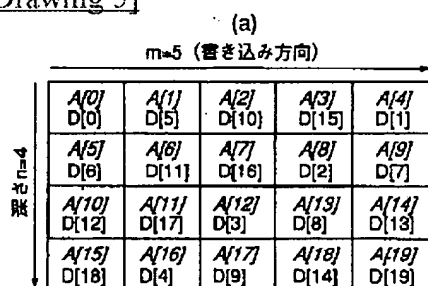 Drawing 5]
(a)
m=5 (書き込み方向)
深さn=4
A[0] A[1] A[2] A[3] A[4]
D[0] D[5] D[10] D[15] D[1]
A[5] A[6] A[7] A[8] A[9]
D[6] D[11] D[16] D[2] D[7]
A[10] A[11] A[12] A[13] A[14]
D[12] D[17] D[3] D[8] D[13]
A[15] A[16] A[17] A[18] A[19]
D[18] D[4] D[9] D[14] D[19]